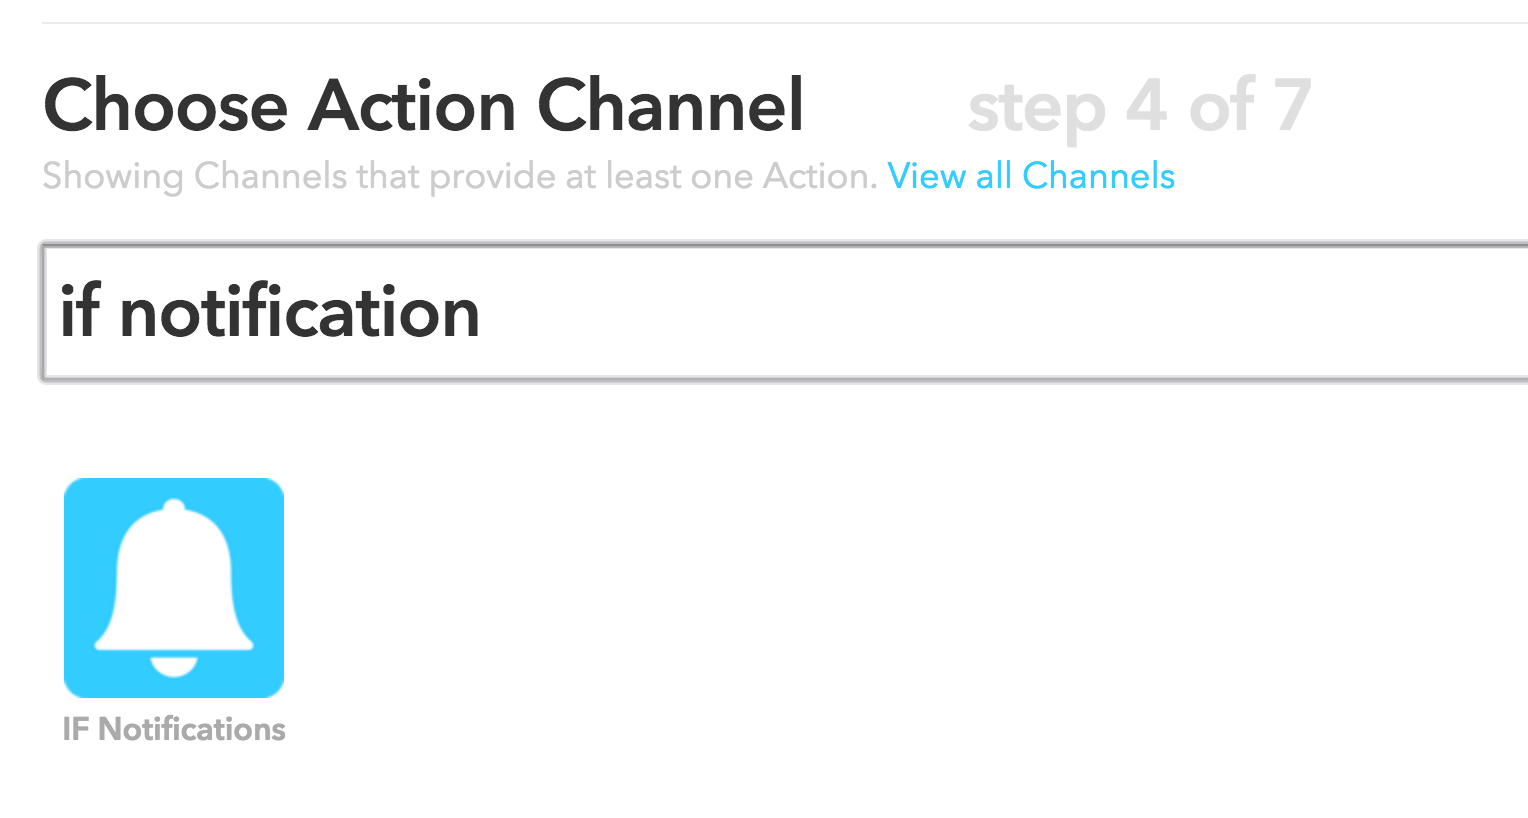 Choose Action Channel step 4 of 7
Showing Channels that provide at least one Action. View all Channels
if notification
IF Notifications